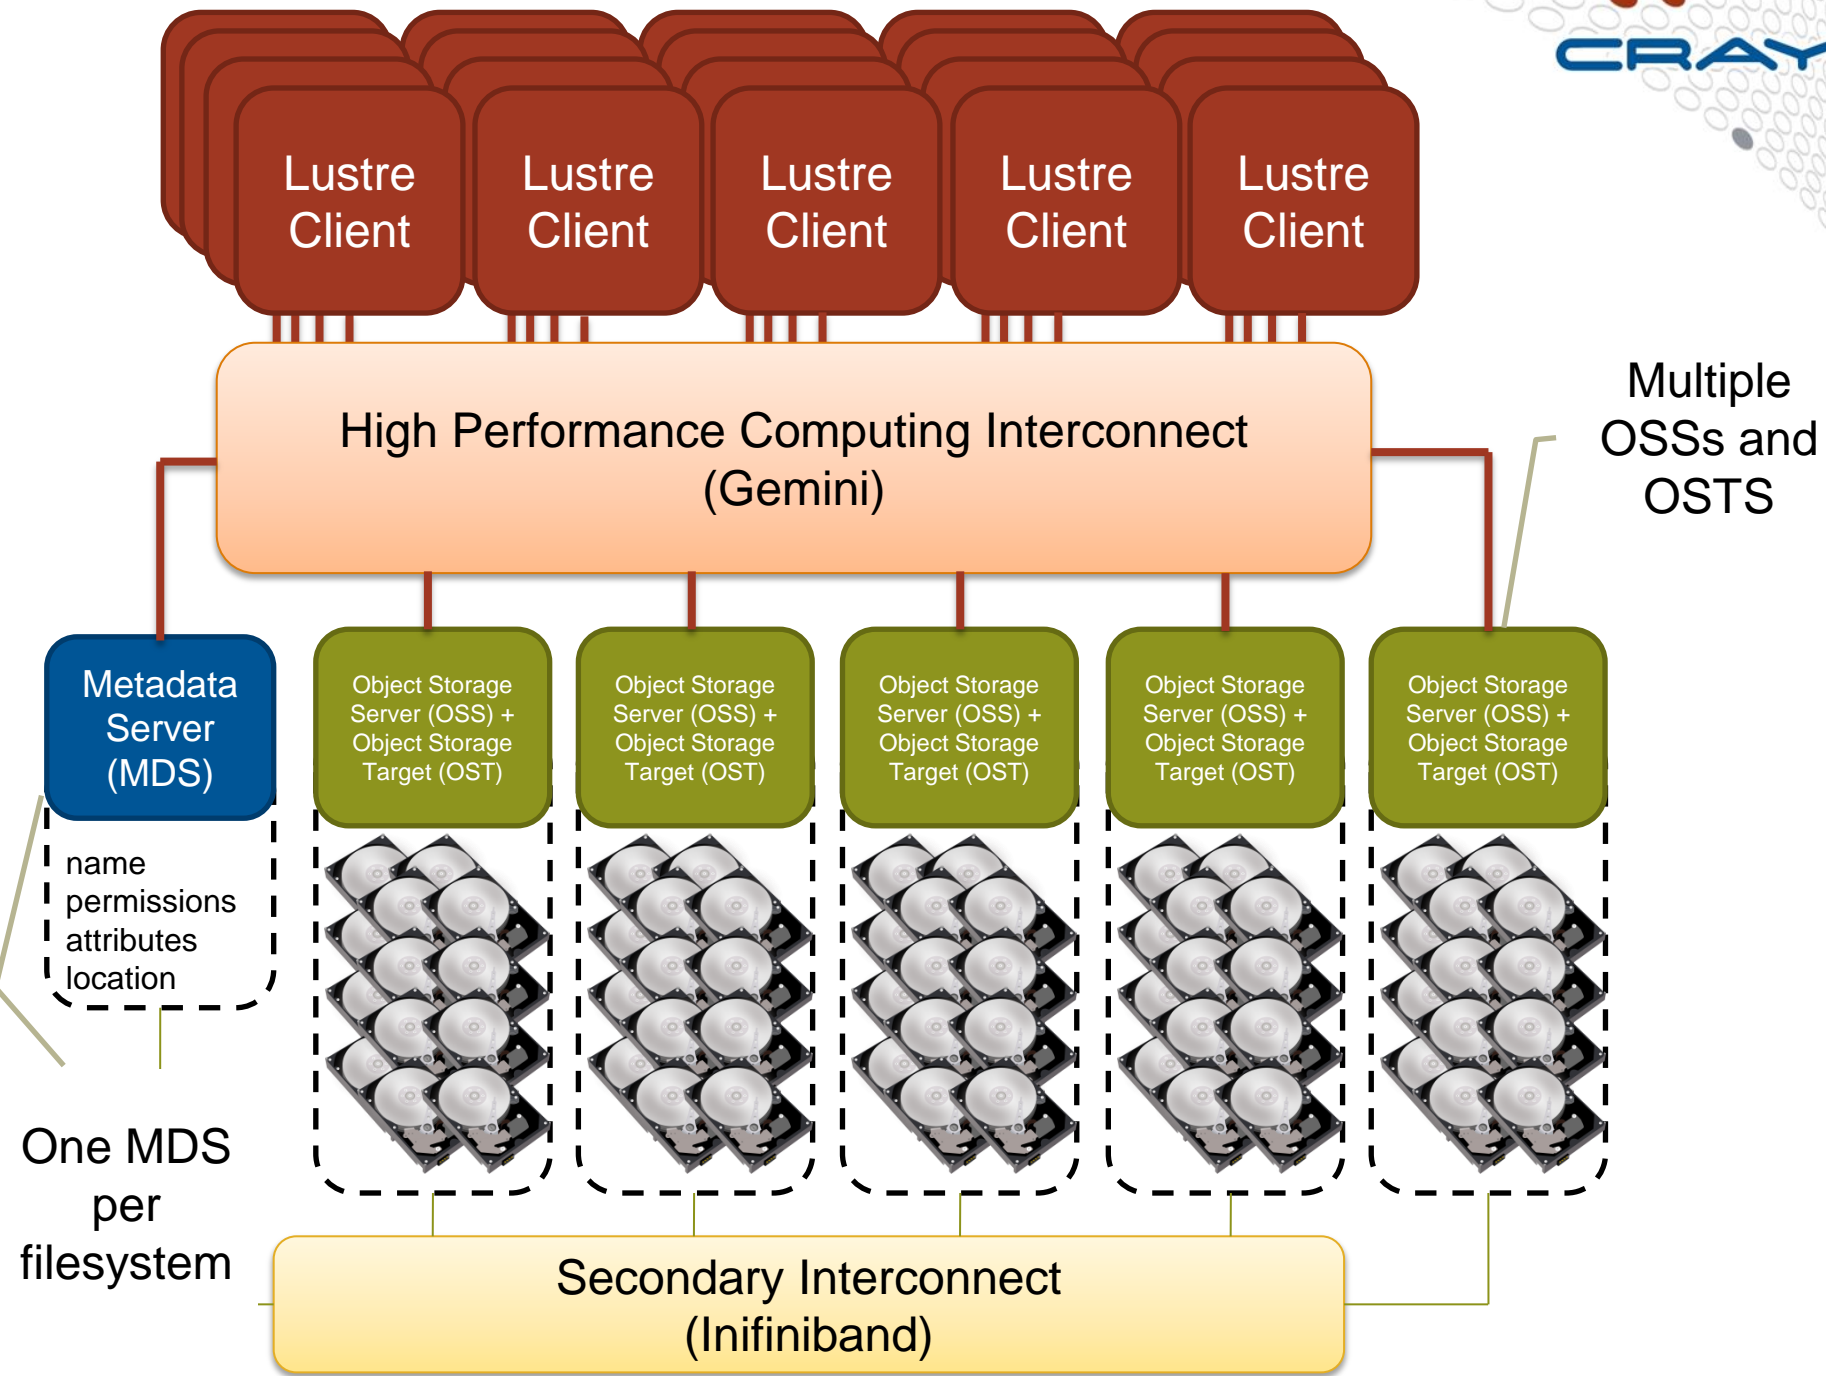 CRAY
Lustre
Client
Lustre
Client
Lustre
Client
Lustre
Client
Lustre
Client
High Performance Computing Interconnect
(Gemini)
Multiple
OSSs and
OSTS
Metadata
Server
(MDS)
Object Storage
Server (OSS) +
Object Storage
Target (OST)
Object Storage
Server (OSS) +
Object Storage
Target (OST)
Object Storage
Server (OSS) +
Object Storage
Target (OST)
Object Storage
Server (OSS) +
Object Storage
Target (OST)
Object Storage
Server (OSS) +
Object Storage
Target (OST)
name
permissions
attributes
location
One MDS
per
filesystem
Secondary Interconnect
(Inifiniband)